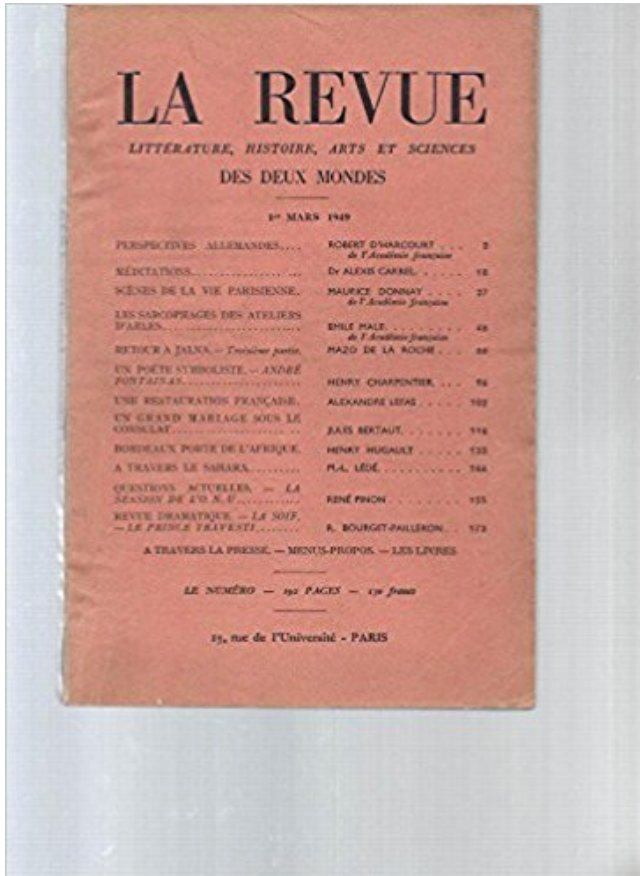 LA REVUE
LITTÉRATURE, HISTOIRE, ARTS ET SCIENCES
DES DEUX MONDES
1er MARS 1949
PERSPECTIVES ALLEMANDES.... ROBERT D'HARCOURT . . . 3
de l'Académie française
MÉDITATIONS.................. Dr ALEXIS CARREL. . . . . . 18
SCÈNES DE LA VIE PARISIENNE. MAURICE DONNAY . . . . 27
de l'Académie française
LES SARCOPHAGES DES ATELIERS
D'ARLES........................ EMILE MALE. . . . . . . . 48
de l'Académie française
RETOUR A JALNA. — Troisième partie. MAZO DE LA ROCHE . . .
UN POÈTE SYMBOLISTE. — ANDRÉ
FONTAINAS.................... HENRY CHARPENTIER. . . . 96
UNE RESTAURATION FRANÇAISE. ALEXANDRE LEFAS . . . . . 102
UN GRAND MARIAGE SOUS LE
CONSULAT.................... JULES BERTAUT. . . . . . . 116
BORDEAUX PORTE DE L'AFRIQUE. HENRY HUGAULT . . . . .
A TRAVERS LE SAHARA......... M.-L. LÉDÉ. . . . . . . .
QUESTIONS ACTUELLES. — LA
SESSION DE L'O. N. U............ RENÉ PINON . . . . . . . . 155
REVUE DRAMATIQUE. — LA SOIF.
— LE PRINCE TRAVESTI........ R. BOURGET-PAILLERON. . 173
A TRAVERS LA PRESSE. — MENUS-PROPOS. — LES LIVRES
LE NUMÉRO — 192 PAGES — 170 francs
15, rue de l'Université - PARIS